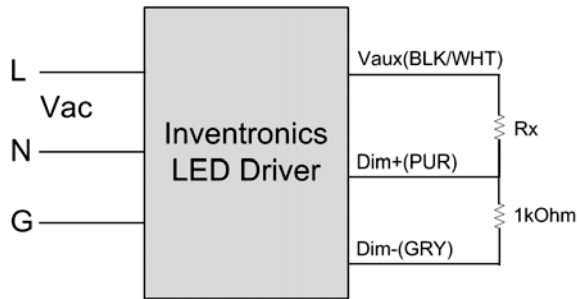 L
Vac
N
G
Inventronics
LED Driver
Vaux(BLK/WHT)
Rx
Dim+(PUR)
1kOhm
Dim-(GRY)